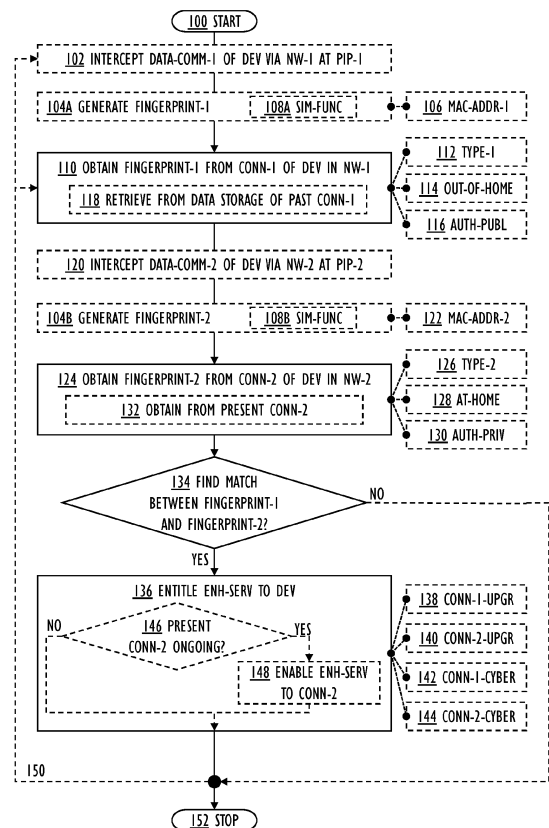 100 START
102 INTERCEPT DATA-COMM-1 OF DEV VIA NW-1 AT PIP-1
104A GENERATE FINGERPRINT-1
108A SIM-FUNC
106 MAC-ADDR-1
110 OBTAIN FINGERPRINT-1 FROM CONN-1 OF DEV IN NW-1
118 RETRIEVE FROM DATA STORAGE OF PAST CONN-1
112 TYPE-1
114 OUT-OF-HOME
116 AUTH-PUBL
120 INTERCEPT DATA-COMM-2 OF DEV VIA NW-2 AT PIP-2
104B GENERATE FINGERPRINT-2
108B SIM-FUNC
122 MAC-ADDR-2
124 OBTAIN FINGERPRINT-2 FROM CONN-2 OF DEV IN NW-2
132 OBTAIN FROM PRESENT CONN-2
126 TYPE-2
128 AT-HOME
130 AUTH-PRIV
134 FIND MATCH
BETWEEN FINGERPRINT-1
AND FINGERPRINT-2?
NO
YES
136 ENTITLE ENH-SERV TO DEV
NO
146 PRESENT
CONN-2 ONGOING?
YES
148 ENABLE ENH-SERV
TO CONN-2
138 CONN-1-UPGR
140 CONN-2-UPGR
142 CONN-1-CYBER
144 CONN-2-CYBER
150
152 STOP